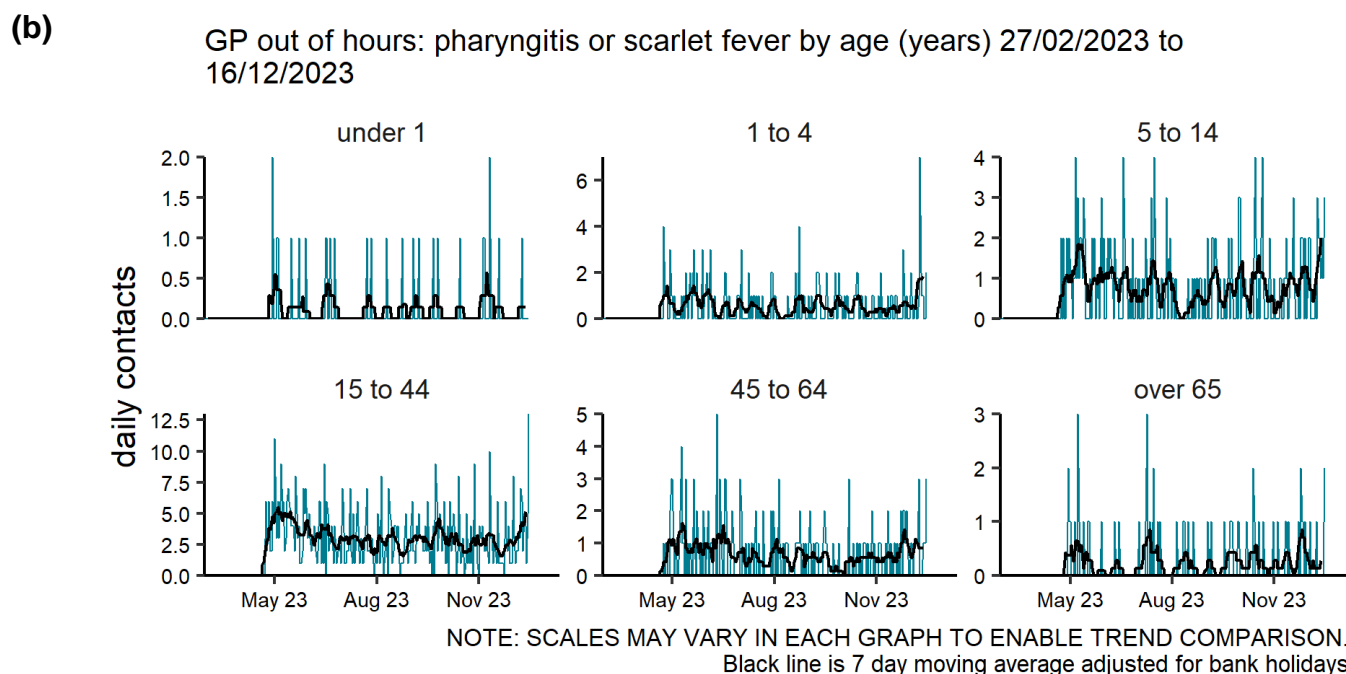 (b)
GP out of hours: pharyngitis or scarlet fever by age (years) 27/02/2023 to
16/12/2023
daily contacts
under 1
2.0
1.5
1.0
0.5
0.0
1 to 4
6
4
2
0
5 to 14
4
3
2
1
0
15 to 44
12.5
10.0
7.5
5.0
2.5
0.0
May 23 Aug 23 Nov 23
45 to 64
5
4
3
2
1
0
May 23 Aug 23 Nov 23
over 65
3
2
1
0
May 23 Aug 23 Nov 23
NOTE: SCALES MAY VARY IN EACH GRAPH TO ENABLE TREND COMPARISON.
Black line is 7 day moving average adjusted for bank holidays